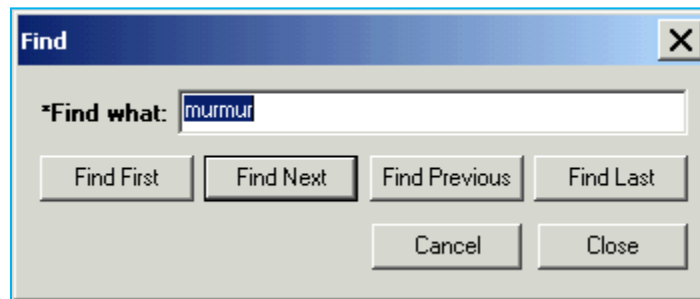 Find
*Find what: murmur
Find First Find Next Find Previous Find Last
Cancel Close